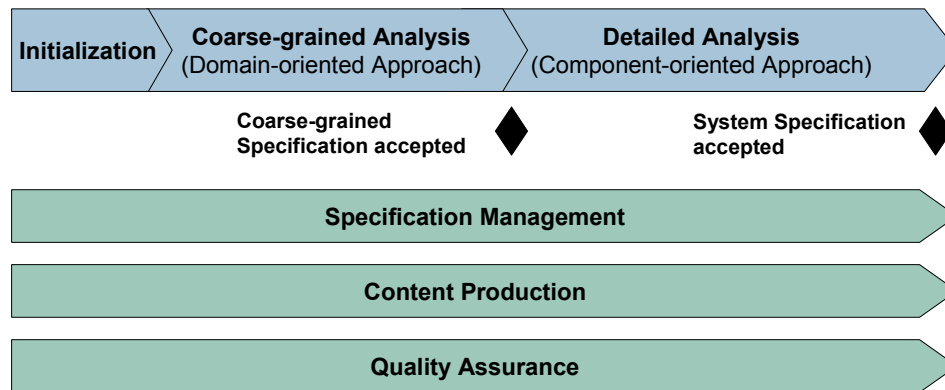 Initialization
Coarse-grained Analysis
(Domain-oriented Approach)
Detailed Analysis
(Component-oriented Approach)
Coarse-grained
Specification accepted
System Specification
accepted
Specification Management
Content Production
Quality Assurance